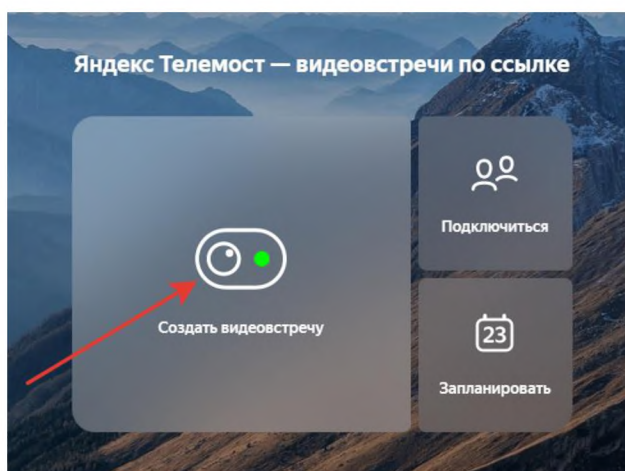 Яндекс Телемост — видеовстречи по ссылке
Подключиться
Создать видеовстречу
23
Запланировать